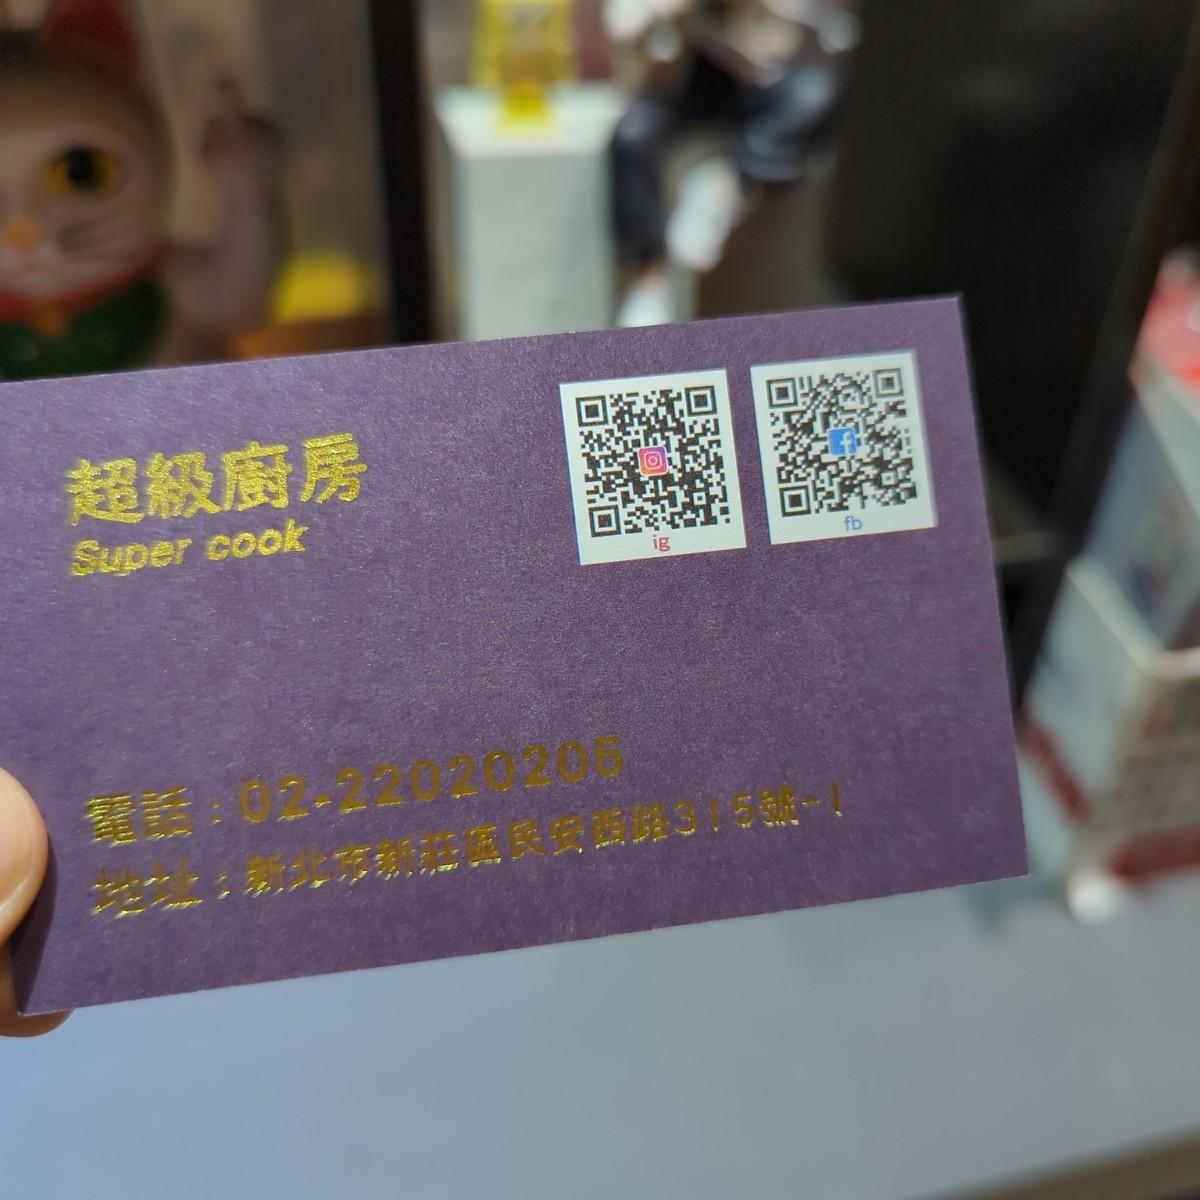 超級廚房
Super cook
ig
fb
電話：02-22020205
地址：新北市新莊區民安西路315號-1